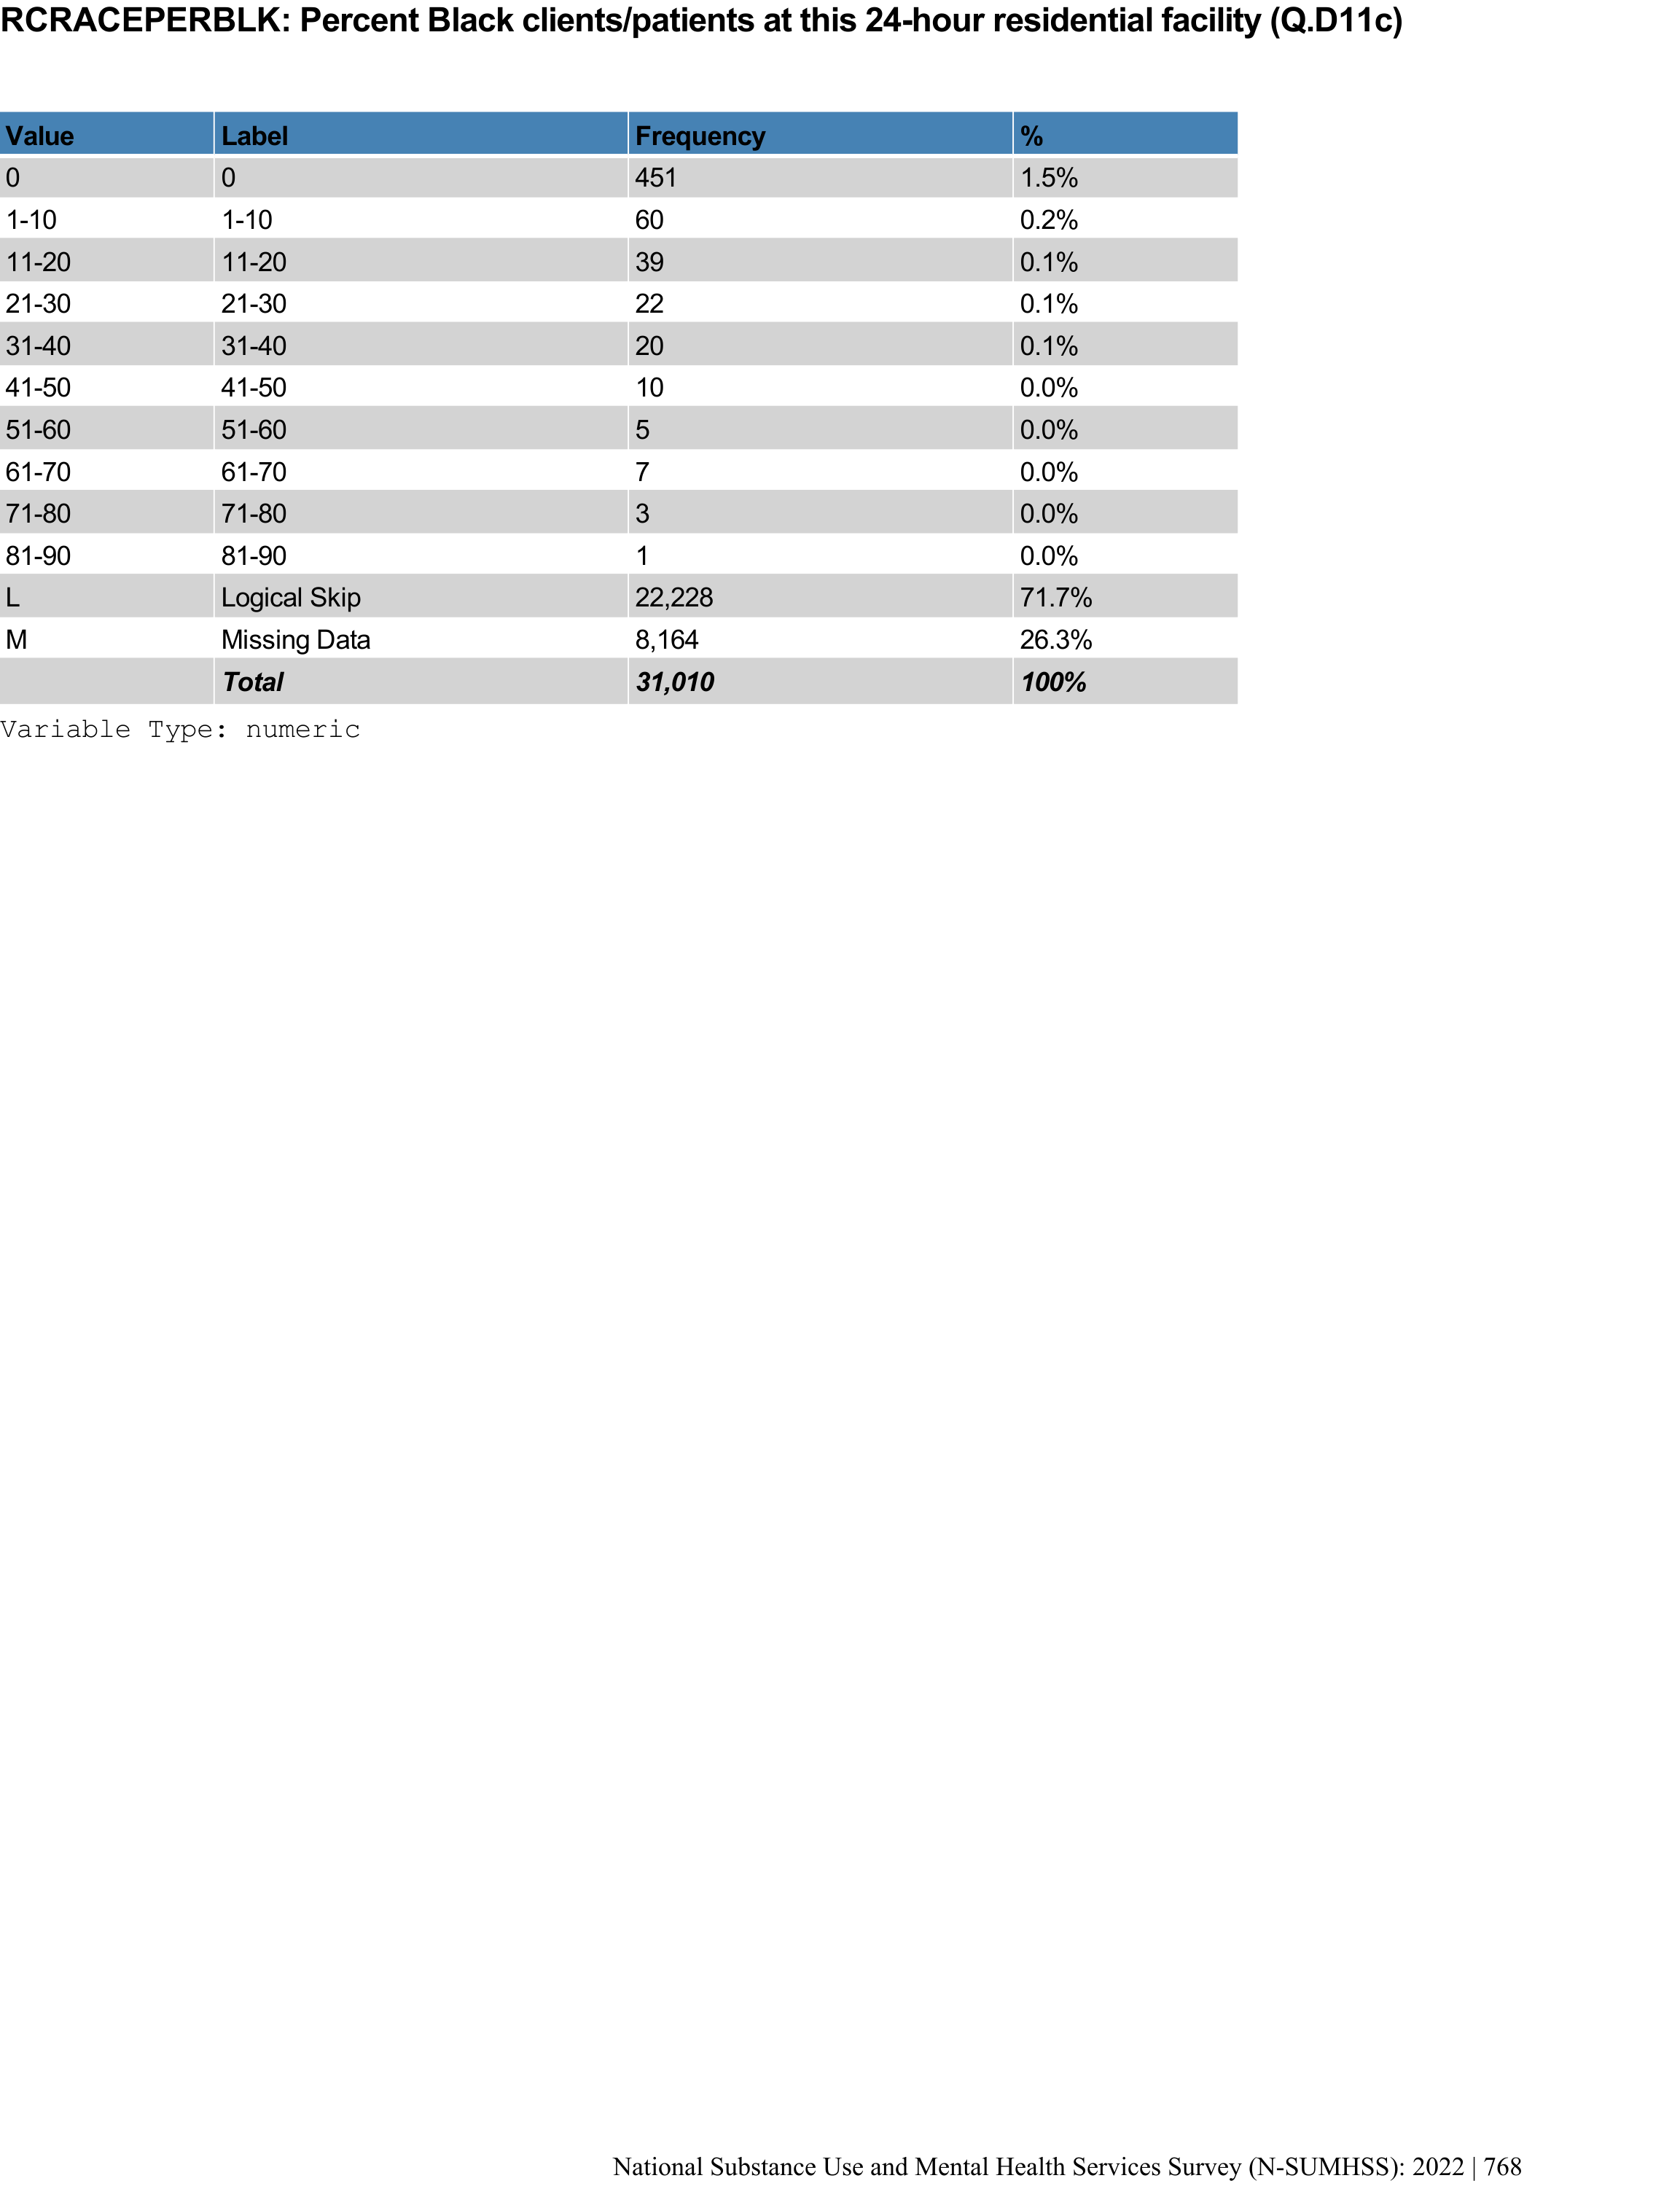 RCRACEPERBLK: Percent Black clients/patients at this 24-hour residential facility (Q.D11c)
Value Label Frequency %
0 0 451 1.5%
1-10 1-10 60 0.2%
11-20 11-20 39 0.1%
21-30 21-30 22 0.1%
31-40 31-40 20 0.1%
41-50 41-50 10 0.0%
51-60 51-60 5 0.0%
61-70 61-70 7 0.0%
71-80 71-80 3 0.0%
81-90 81-90 1 0.0%
L Logical Skip 22,228 71.7%
M Missing Data 8,164 26.3%
Total 31,010 100%
Variable Type: numeric
National Substance Use and Mental Health Services Survey (N-SUMHSS): 2022 | 768